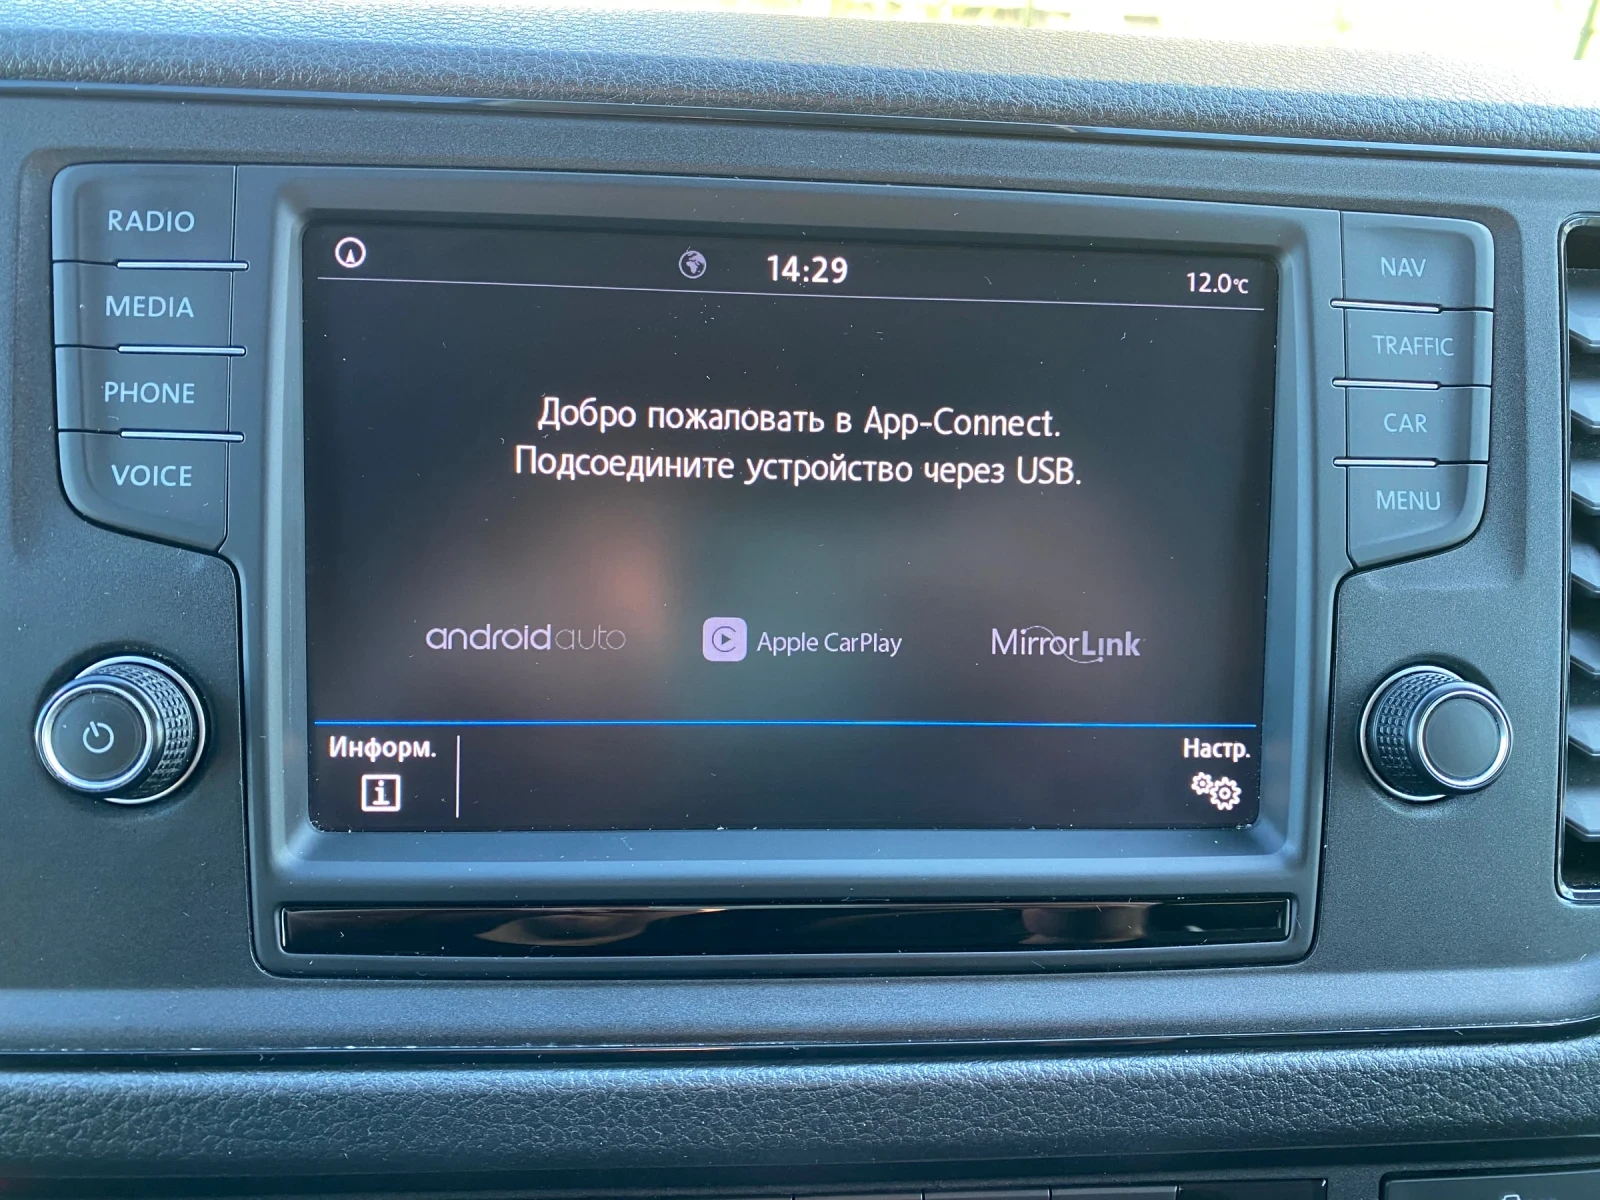 RADIO
MEDIA
PHONE
VOICE
14:29
12.0°C
Добро пожаловать в App-Connect.
Подсоедините устройство через USB.
androidauto
Apple CarPlay
MirrorLink
Информ.
Настр.
NAV
TRAFFIC
CAR
MENU